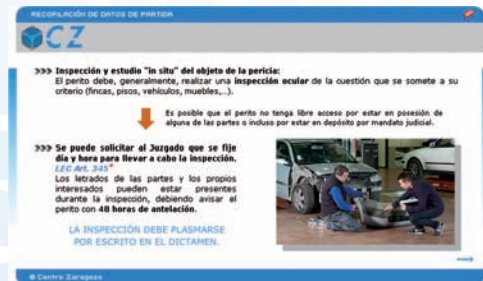 RECOPILACIÓN DE DATOS DE PARTIDA
CZ
>>> Inspección y estudio "in situ" del objeto de la pericia:
El perito debe, generalmente, realizar una inspección ocular de la cuestión que se somete a su
criterio (fincas, pisos, vehículos, muebles,..).
Es posible que el perito no tenga libre acceso por estar en posesión de
alguna de las partes o incluso por estar en depósito por mandato judicial.
>>> Se puede solicitar al Juzgado que se fije
día y hora para llevar a cabo la inspección.
LEC Art. 345*
Los letrados de las partes y los propios
interesados pueden estar presentes
durante la inspección, debiendo avisar el
perito con 48 horas de antelación.
LA INSPECCIÓN DEBE PLASMARSE
POR ESCRITO EN EL DICTAMEN.
© Centro Zaragoza